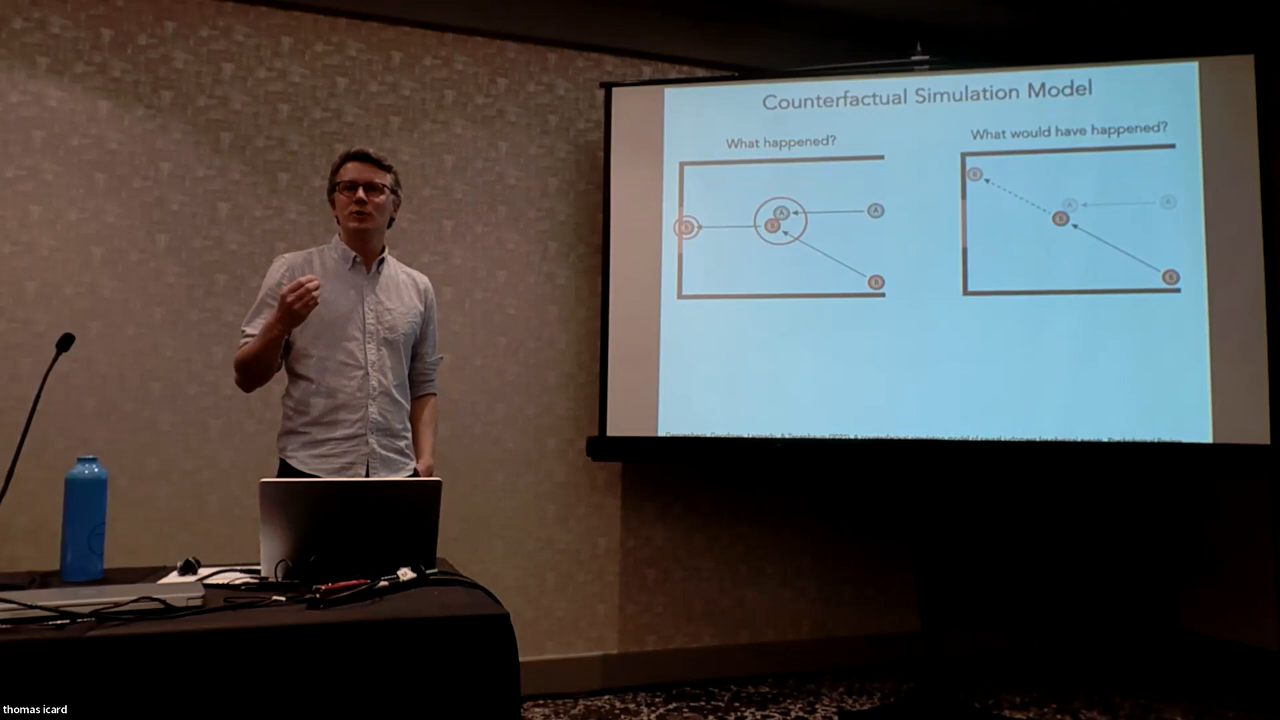 Counterfactual Simulation Model
What happened?
What would have happened?
A
A
B
B
B
B
A
A
B
B
thomas icard